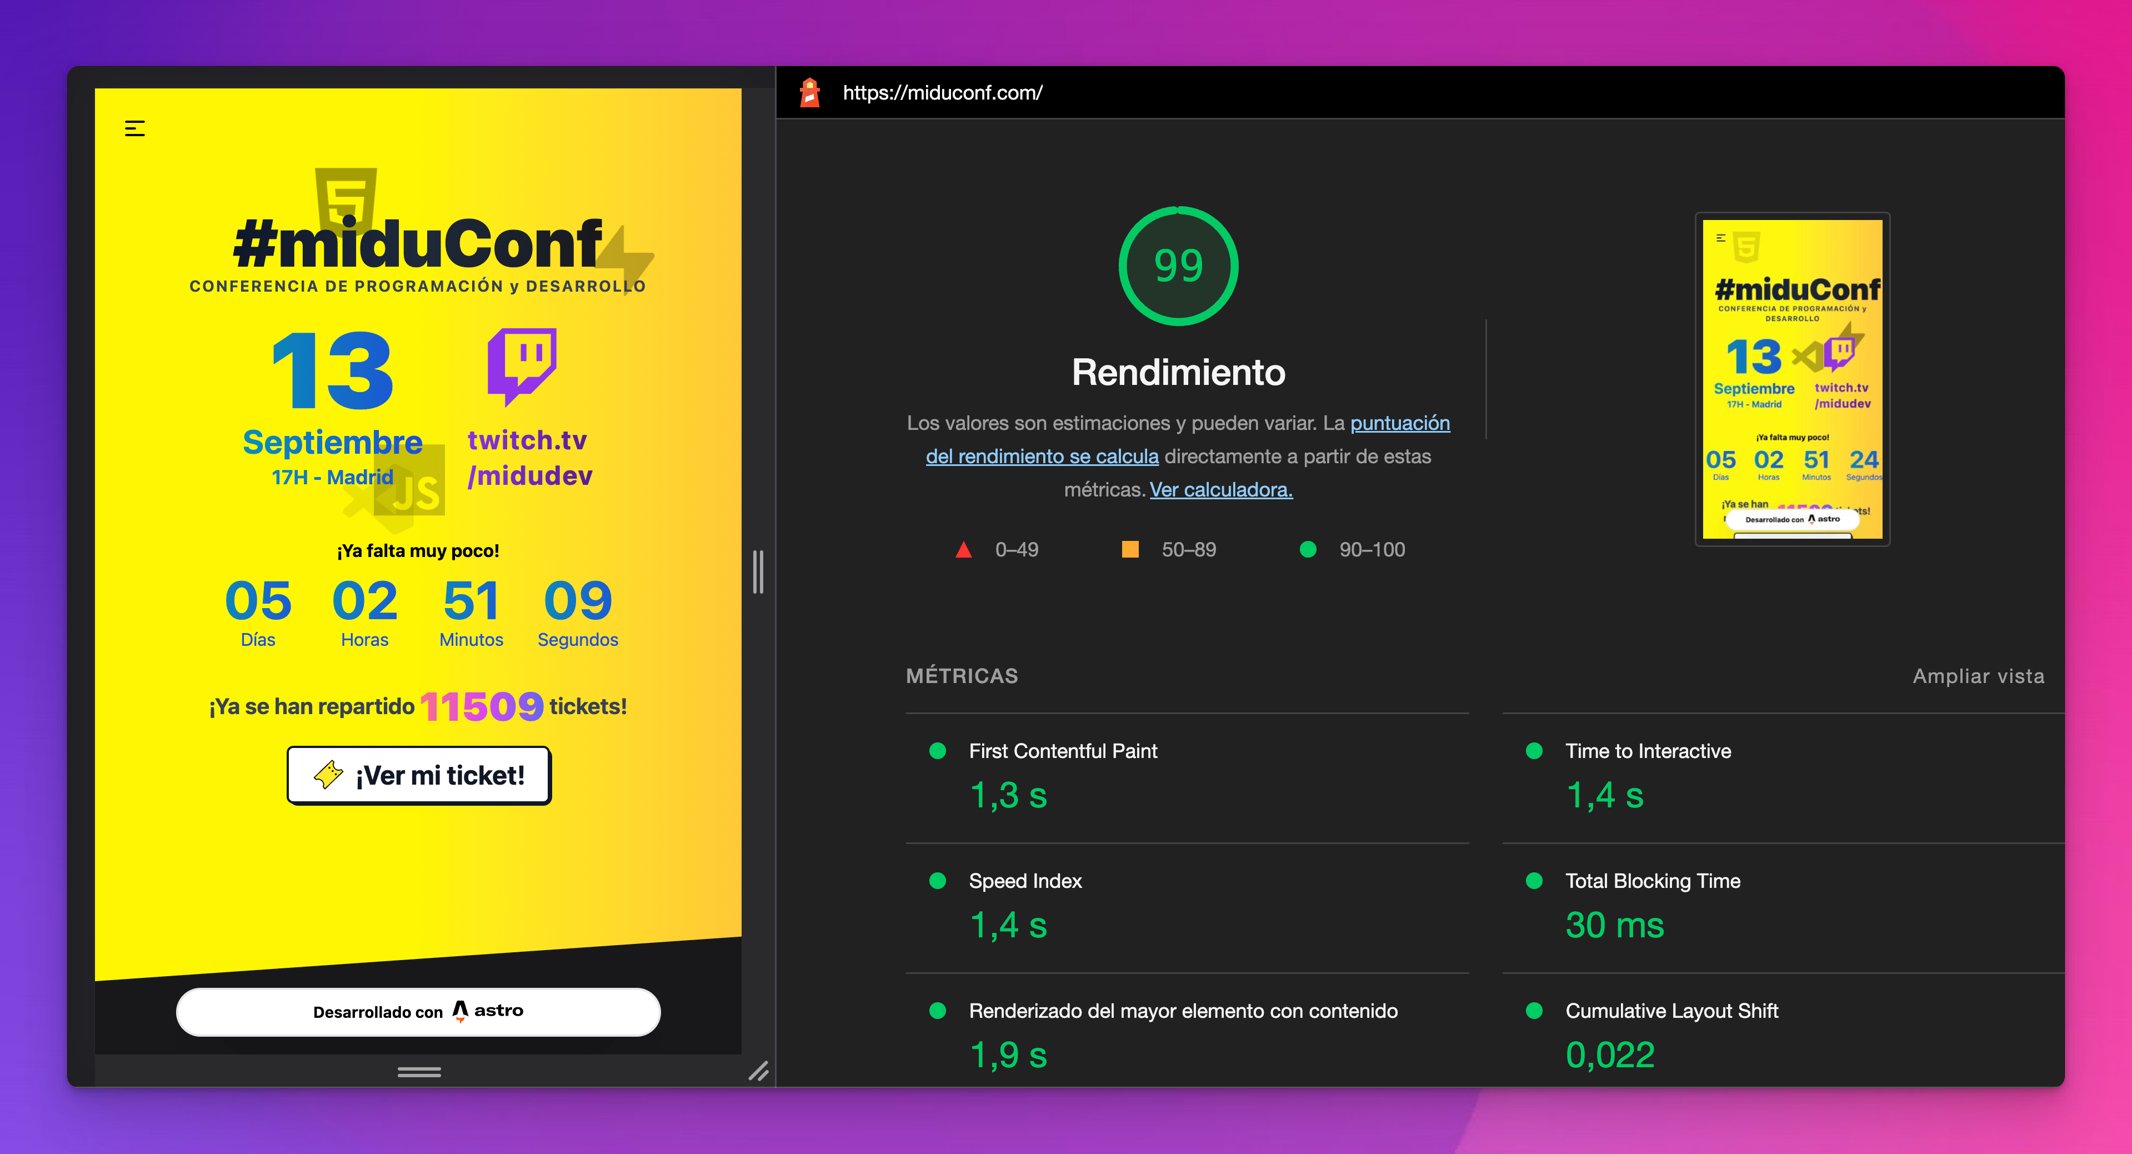 #miduConf
CONFERENCIA DE PROGRAMACIÓN y DESARROLLO
13
Septiembre
17H - Madrid
twitch.tv
/midudev
JS
¡Ya falta muy poco!
05 02 51 09
Días Horas Minutos Segundos
¡Ya se han repartido 11509 tickets!
¡Ver mi ticket!
Desarrollado con astro
https://miduconf.com/
99
Rendimiento
Los valores son estimaciones y pueden variar. La puntuación
del rendimiento se calcula directamente a partir de estas
métricas. Ver calculadora.
0–49 50–89 90–100
#miduConf
CONFERENCIA DE PROGRAMACIÓN y
DESARROLLO
13
Septiembre
17H - Madrid
twitch.tv
/midudev
¡Ya falta muy poco!
05 02 51 24
Días Horas Minutos Segundos
¡Ya se han
Desarrollado con astro
MÉTRICAS
Ampliar vista
First Contentful Paint
1,3 s
Time to Interactive
1,4 s
Speed Index
1,4 s
Total Blocking Time
30 ms
Renderizado del mayor elemento con contenido
1,9 s
Cumulative Layout Shift
0,022